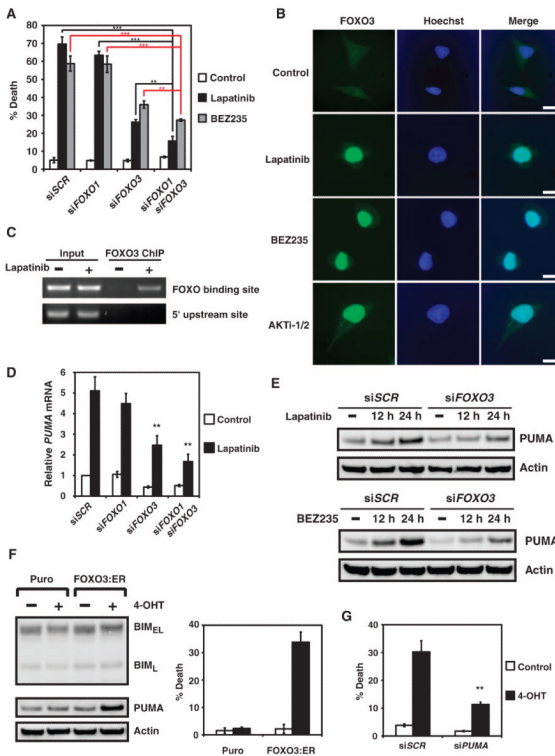 A
% Death
80
70
60
50
40
30
20
10
0
***
***
***
***
**
**
Control
Lapatinib
BEZ235
siSCR
siFOXO1
siFOXO3
siFOXO1
siFOXO3
B
FOXO3 Hoechst Merge
Control
Lapatinib
BEZ235
AKTi-1/2
C
Input FOXO3 ChIP
Lapatinib − + − +
FOXO binding site
5' upstream site
D
Relative PUMA mRNA
6
5
4
3
2
1
0
**
**
Control
Lapatinib
siSCR
siFOXO1
siFOXO3
siFOXO1
siFOXO3
E
siSCR siFOXO3
Lapatinib − 12 h 24 h − 12 h 24 h
PUMA
Actin
siSCR siFOXO3
BEZ235 − 12 h 24 h − 12 h 24 h
PUMA
Actin
F
Puro FOXO3:ER
− + − + 4-OHT
BIMEL
BIML
PUMA
Actin
% Death
40
30
20
10
0
Puro FOXO3:ER
G
% Death
40
30
20
10
0
**
Control
4-OHT
siSCR siPUMA